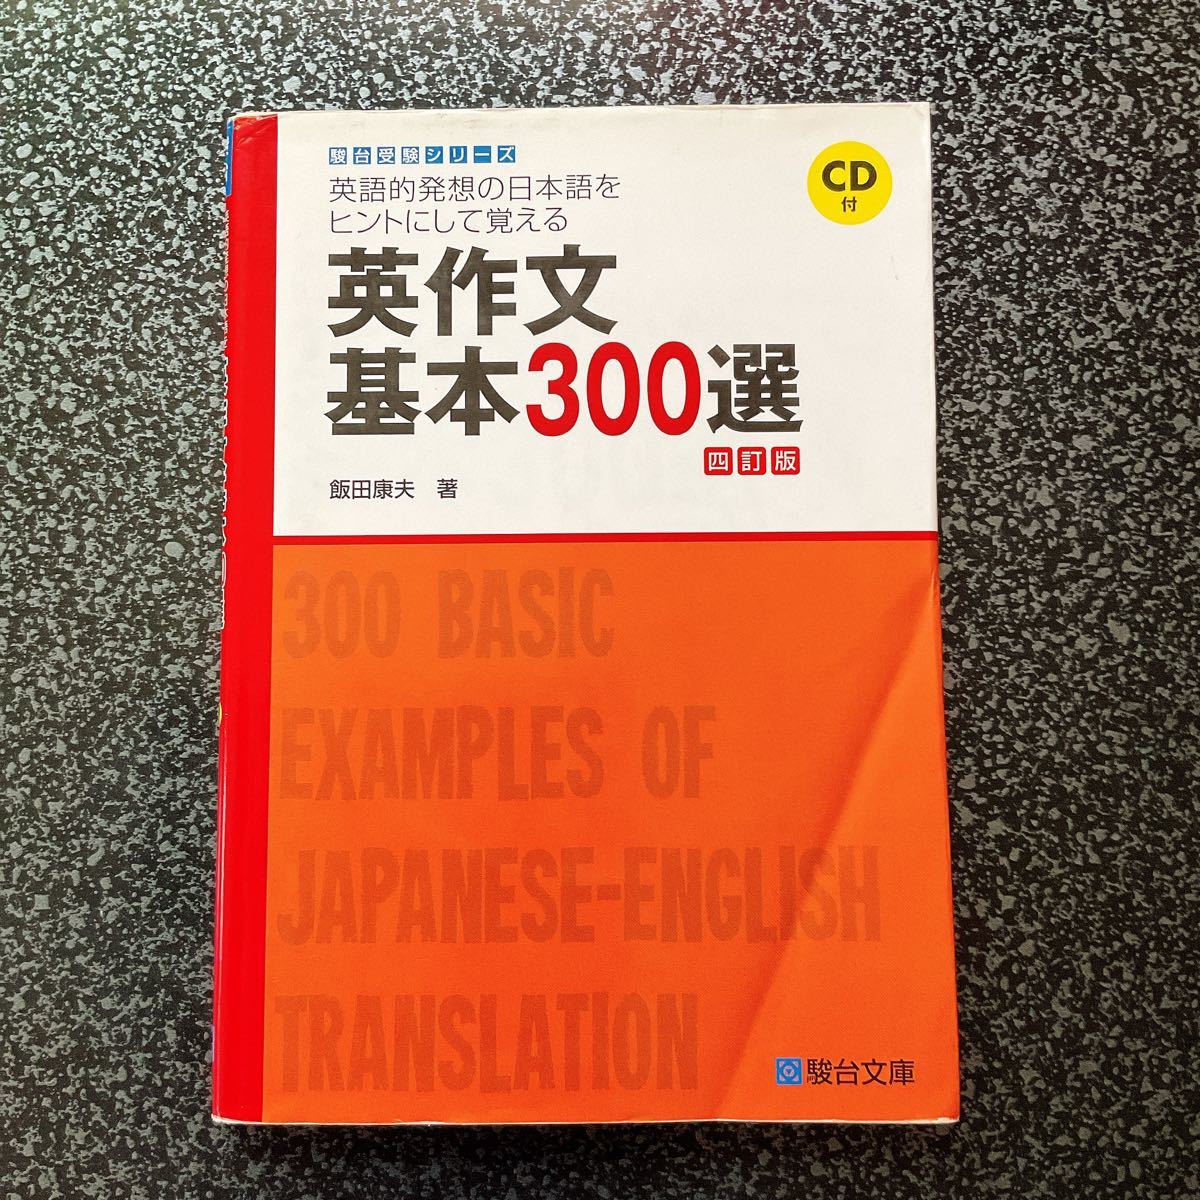 駿台受験シリーズ
英語的発想の日本語を
ヒントにして覚える
CD
付
英作文
基本300選
四訂版
飯田康夫 著
300 BASIC
EXAMPLES OF
JAPANESE-ENGLISH
TRANSLATION
駿台文庫